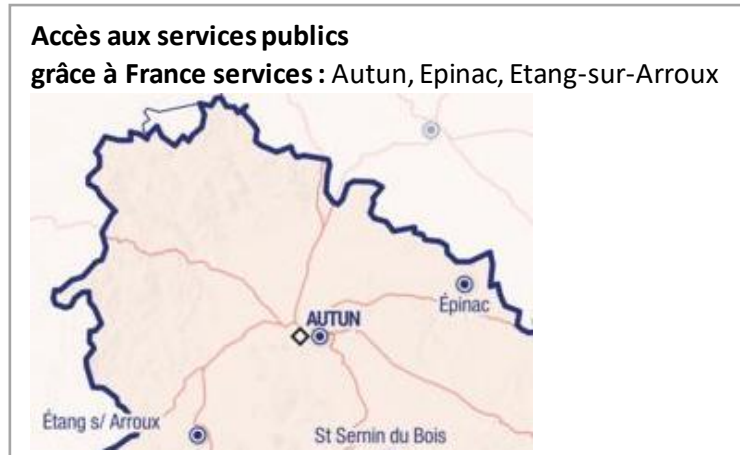 Accès aux services publics
grâce à France services : Autun, Epinac, Etang-sur-Arroux
Épinac
AUTUN
Étang s/ Arroux
St Sernin du Bois